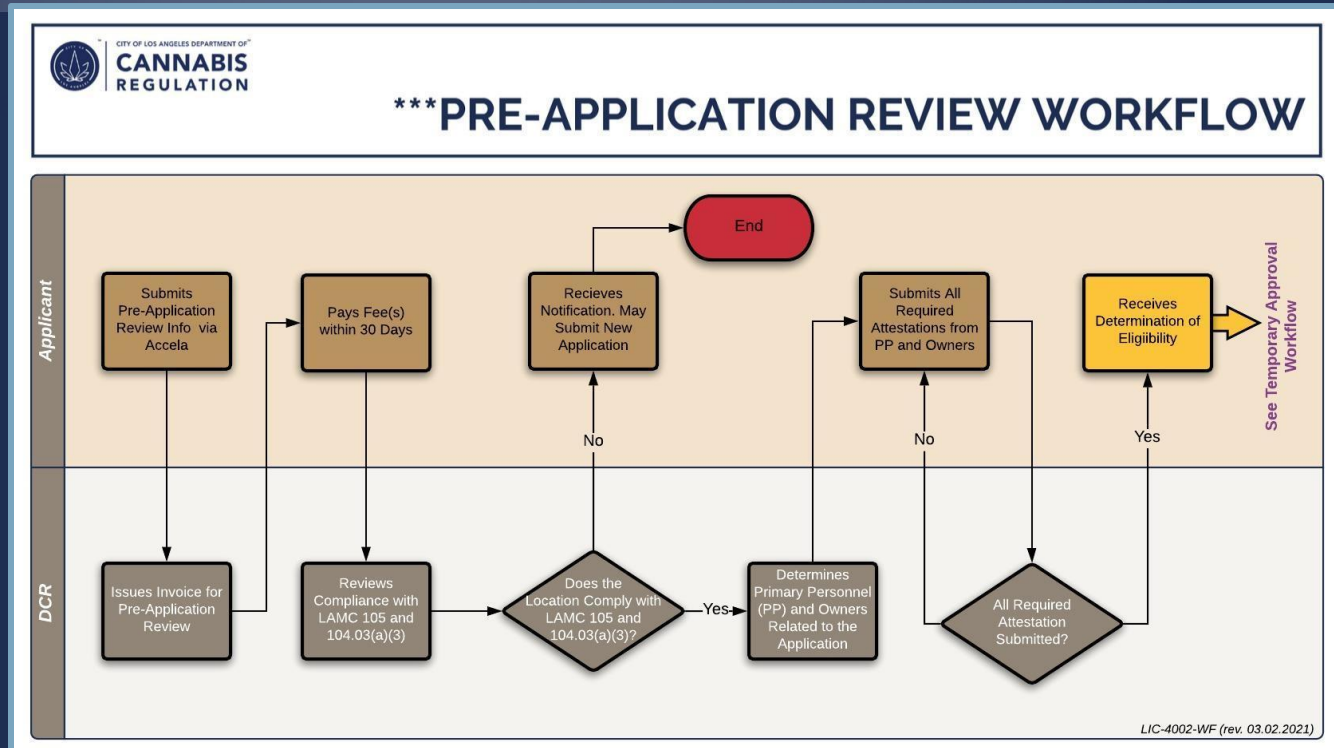 CITY OF LOS ANGELES DEPARTMENT OF
CANNABIS
REGULATION
***PRE-APPLICATION REVIEW WORKFLOW
Applicant
Submits
Pre-Application
Review Info via
Accela
Pays Fee(s)
within 30 Days
Recieves
Notification. May
Submit New
Application
End
Submits All
Required
Attestations from
PP and Owners
Receives
Determination of
Eligiibility
See Temporary Approval
Workflow
No
No
Yes
DCR
Issues Invoice for
Pre-Application
Review
Reviews
Compliance with
LAMC 105 and
104.03(a)(3)
Does the
Location Comply with
LAMC 105 and
104.03(a)(3)?
Yes
Determines
Primary Personnel
(PP) and Owners
Related to the
Application
All Required
Attestation
Submitted?
LIC-4002-WF (rev. 03.02.2021)